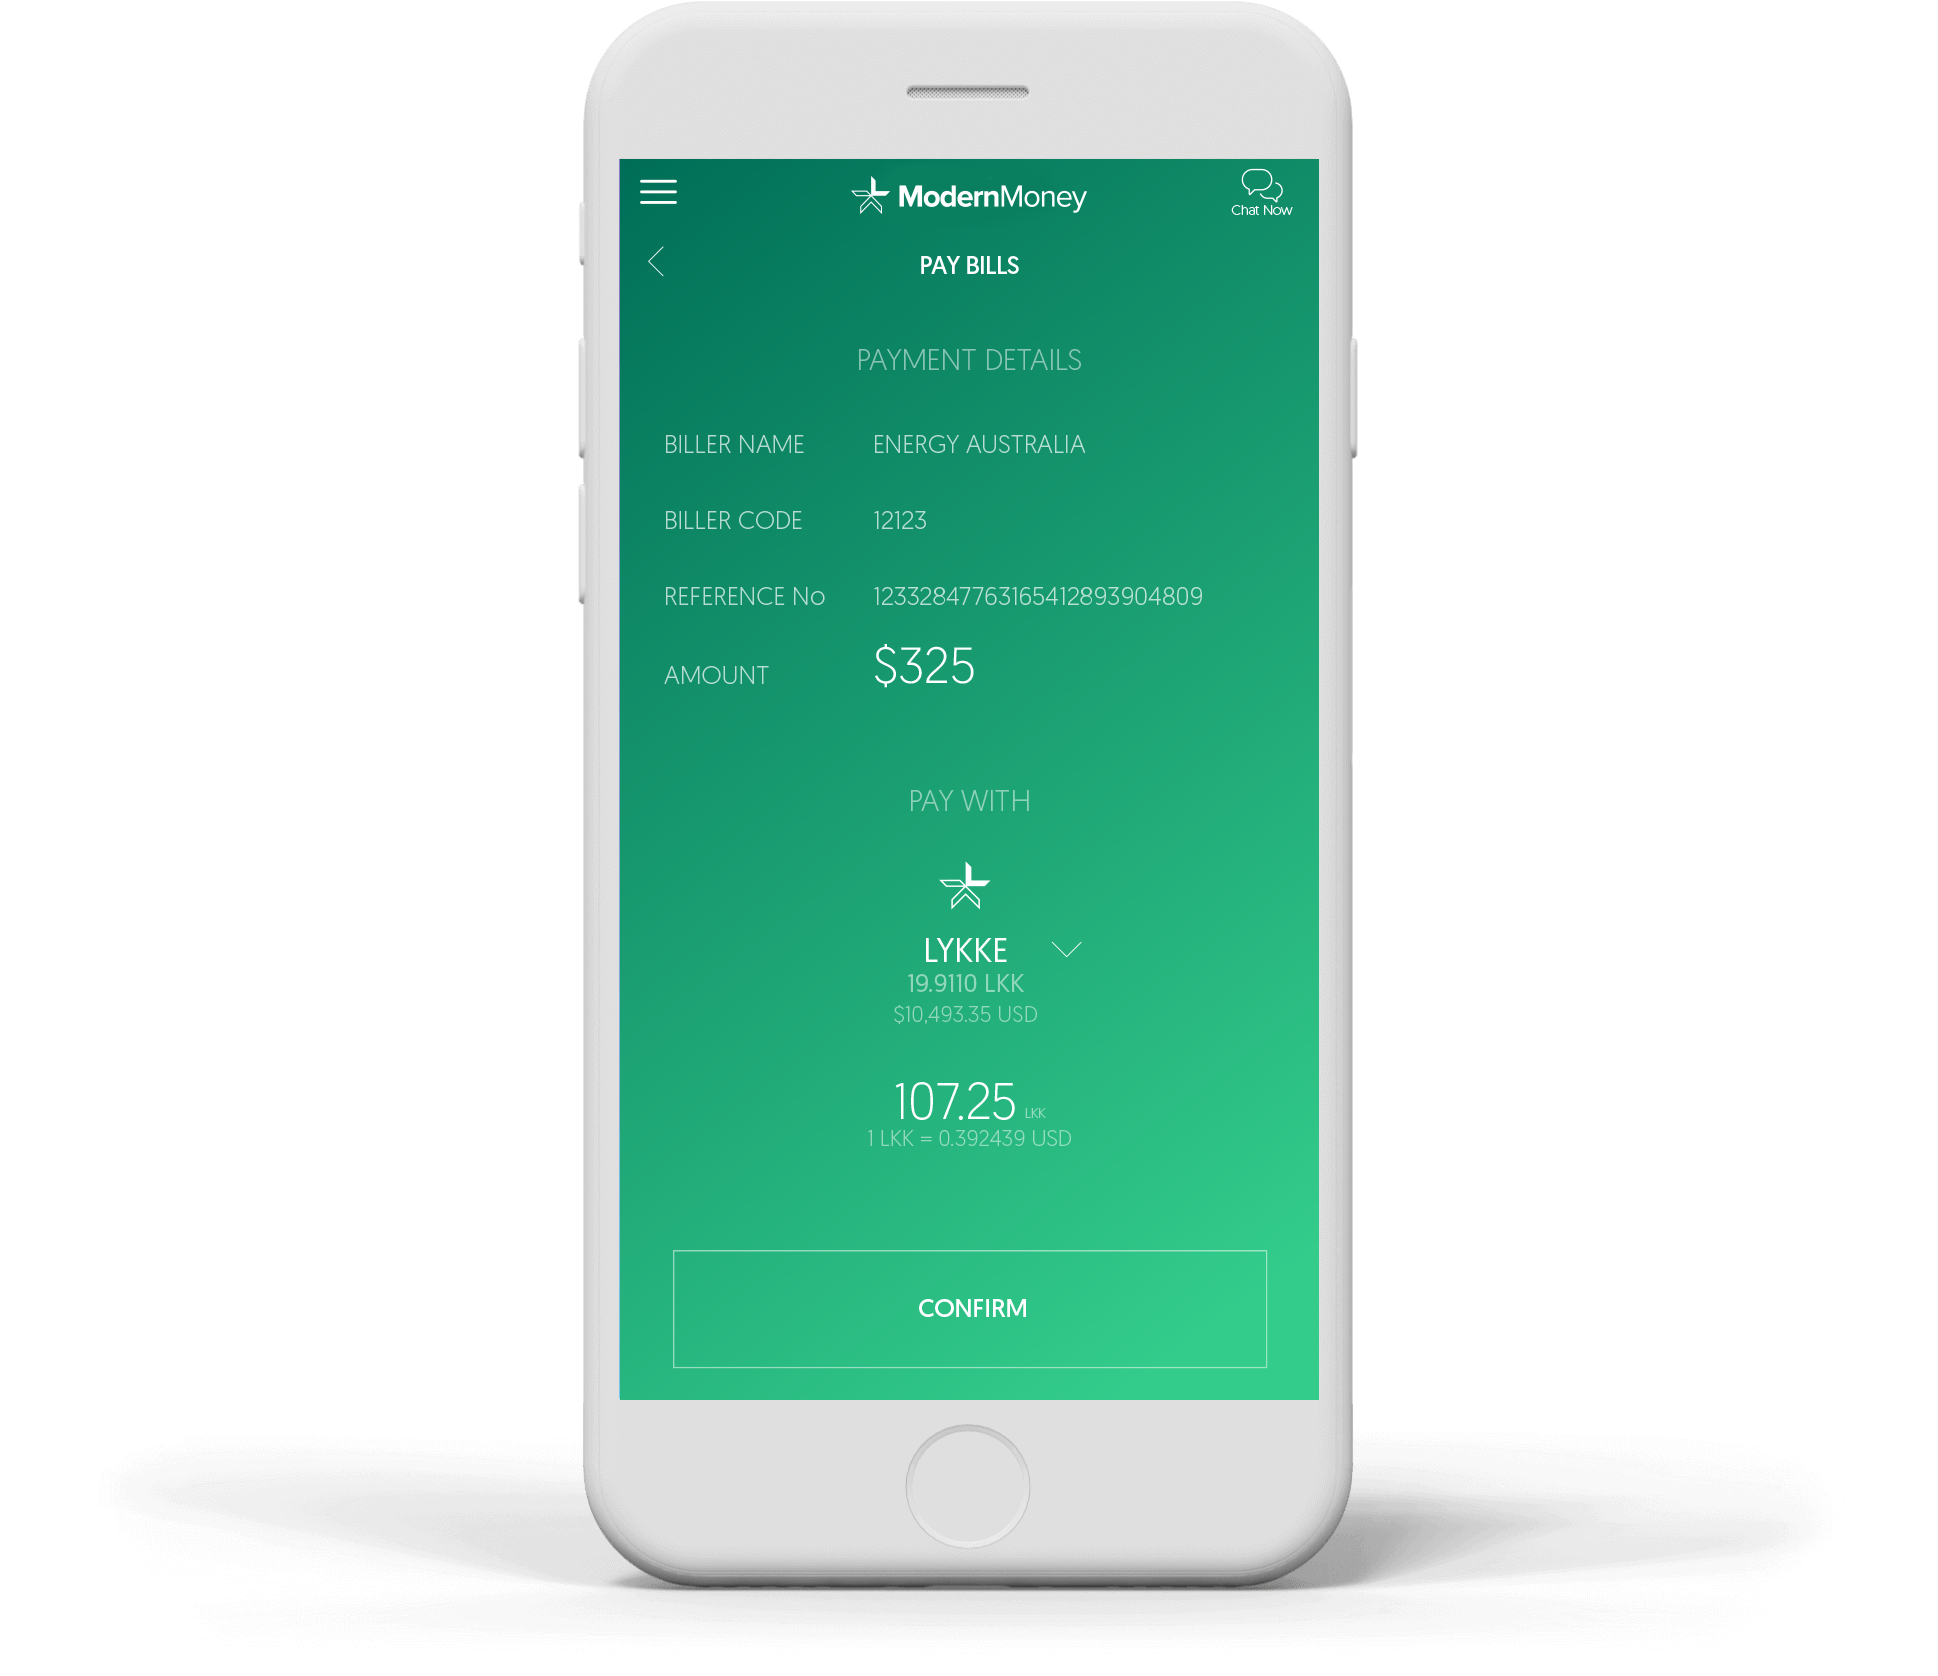 ModernMoney
Chat Now
PAY BILLS
PAYMENT DETAILS
BILLER NAME ENERGY AUSTRALIA
BILLER CODE 12123
REFERENCE No 12332847763165412893904809
AMOUNT $325
PAY WITH
LYKKE
19.9110 LKK
$10,493.35 USD
107.25 LKK
1 LKK = 0.392439 USD
CONFIRM